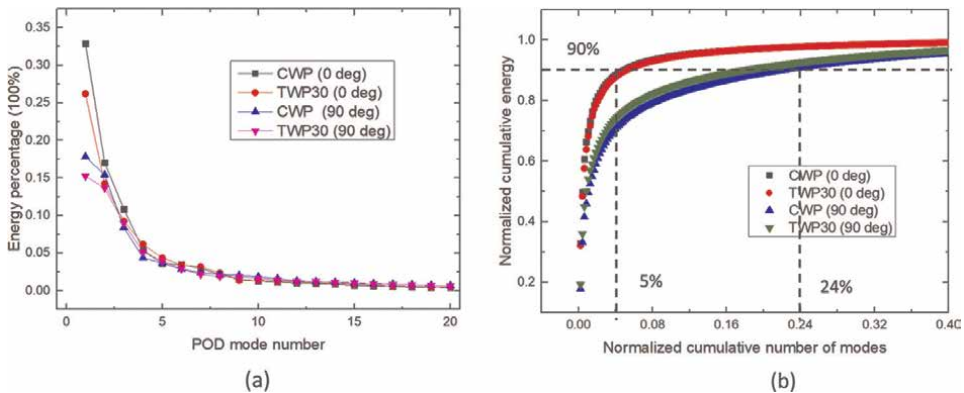 CWP (0 deg)
TWP30 (0 deg)
CWP (90 deg)
TWP30 (90 deg)
Energy percentage (100%)
0.35
0.30
0.25
0.20
0.15
0.10
0.05
0.00
0 5 10 15 20
POD mode number
(a)
90%
Normalized cumulative energy
1.0
0.8
0.6
0.4
0.2
CWP (0 deg)
TWP30 (0 deg)
CWP (90 deg)
TWP30 (90 deg)
5%
24%
0.00 0.08 0.16 0.24 0.32 0.40
Normalized cumulative number of modes
(b)